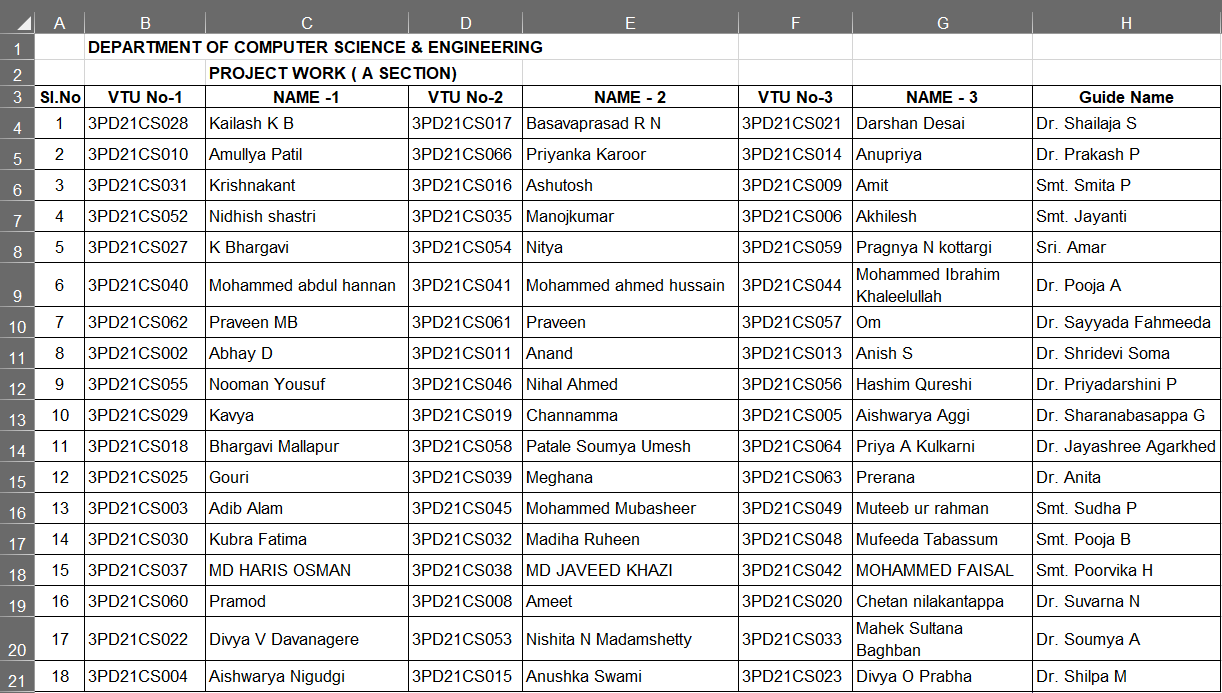 A B C D E F G H
1 DEPARTMENT OF COMPUTER SCIENCE & ENGINEERING
2 PROJECT WORK ( A SECTION)
3 Sl.No VTU No-1 NAME -1 VTU No-2 NAME - 2 VTU No-3 NAME - 3 Guide Name
4 1 3PD21CS028 Kailash K B 3PD21CS017 Basavaprasad R N 3PD21CS021 Darshan Desai Dr. Shailaja S
5 2 3PD21CS010 Amullya Patil 3PD21CS066 Priyanka Karoor 3PD21CS014 Anupriya Dr. Prakash P
6 3 3PD21CS031 Krishnakant 3PD21CS016 Ashutosh 3PD21CS009 Amit Smt. Smita P
7 4 3PD21CS052 Nidhish shastri 3PD21CS035 Manojkumar 3PD21CS006 Akhilesh Smt. Jayanti
8 5 3PD21CS027 K Bhargavi 3PD21CS054 Nitya 3PD21CS059 Pragnya N kottargi Sri. Amar
9 6 3PD21CS040 Mohammed abdul hannan 3PD21CS041 Mohammed ahmed hussain 3PD21CS044 Mohammed Ibrahim
Khaleelullah Dr. Pooja A
10 7 3PD21CS062 Praveen MB 3PD21CS061 Praveen 3PD21CS057 Om Dr. Sayyada Fahmeeda
11 8 3PD21CS002 Abhay D 3PD21CS011 Anand 3PD21CS013 Anish S Dr. Shridevi Soma
12 9 3PD21CS055 Nooman Yousuf 3PD21CS046 Nihal Ahmed 3PD21CS056 Hashim Qureshi Dr. Priyadarshini P
13 10 3PD21CS029 Kavya 3PD21CS019 Channamma 3PD21CS005 Aishwarya Aggi Dr. Sharanabasappa G
14 11 3PD21CS018 Bhargavi Mallapur 3PD21CS058 Patale Soumya Umesh 3PD21CS064 Priya A Kulkarni Dr. Jayashree Agarkhed
15 12 3PD21CS025 Gouri 3PD21CS039 Meghana 3PD21CS063 Prerana Dr. Anita
16 13 3PD21CS003 Adib Alam 3PD21CS045 Mohammed Mubasheer 3PD21CS049 Muteeb ur rahman Smt. Sudha P
17 14 3PD21CS030 Kubra Fatima 3PD21CS032 Madiha Ruheen 3PD21CS048 Mufeeda Tabassum Smt. Pooja B
18 15 3PD21CS037 MD HARIS OSMAN 3PD21CS038 MD JAVEED KHAZI 3PD21CS042 MOHAMMED FAISAL Smt. Poorvika H
19 16 3PD21CS060 Pramod 3PD21CS008 Ameet 3PD21CS020 Chetan nilakantappa Dr. Suvarna N
20 17 3PD21CS022 Divya V Davanagere 3PD21CS053 Nishita N Madamshetty 3PD21CS033 Mahek Sultana
Baghban Dr. Soumya A
21 18 3PD21CS004 Aishwarya Nigudgi 3PD21CS015 Anushka Swami 3PD21CS023 Divya O Prabha Dr. Shilpa M